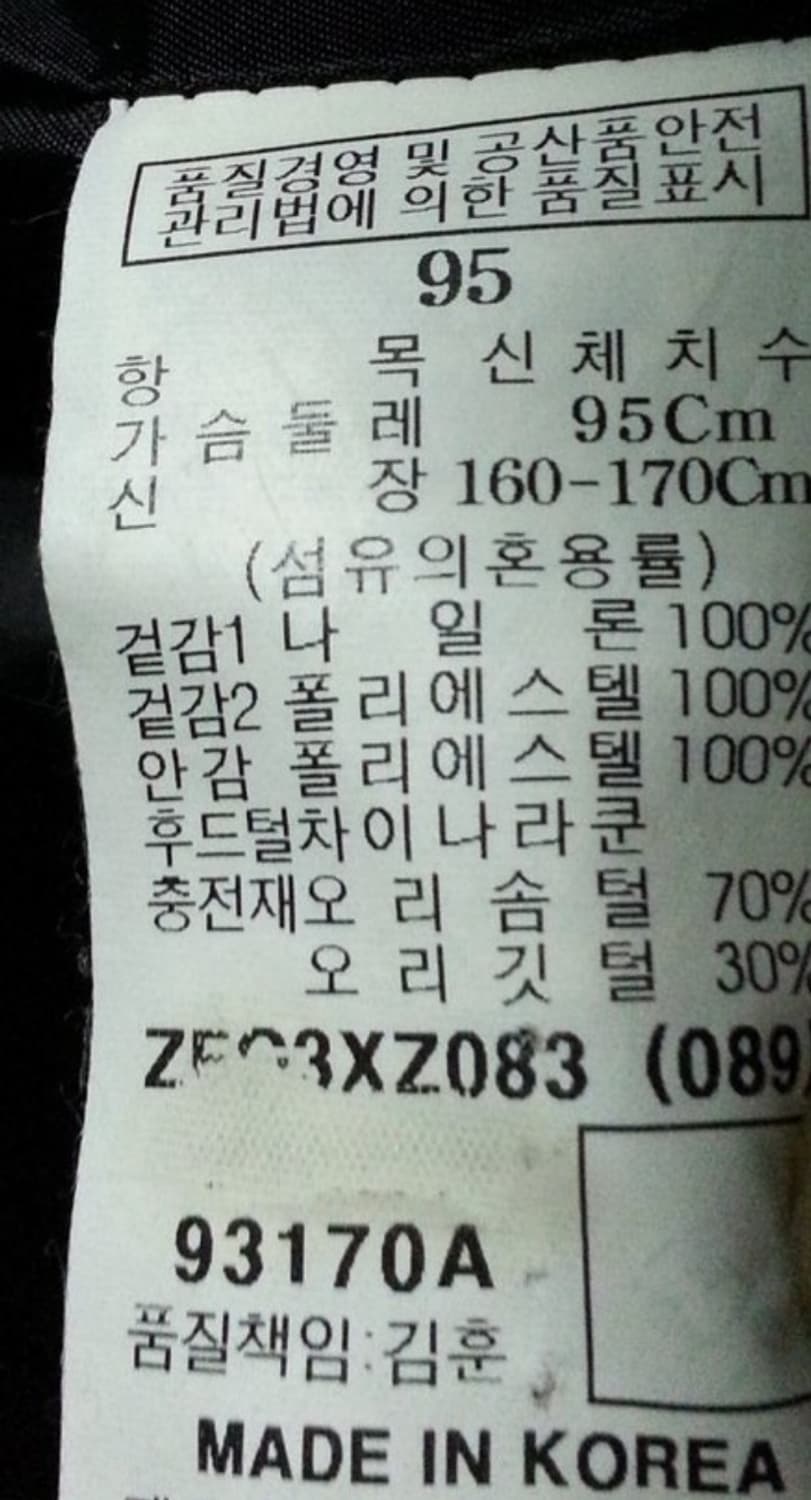 품질경영 및 공산품안전
관리법에 의한 품질표시
95
항 목 신 체 치 수
가 슴 둘 레 95Cm
신 장 160-170Cm
(섬유의혼용률)
겉감1 나 일 론 100%
겉감2 폴 리 에 스 텔 100%
안 감 폴 리 에 스 텔 100%
후드털차이나라쿤
충전재오 리 솜 털 70%
오 리 깃 털 30%
(089
93170A
품질책임:김훈
MADE IN KOREA